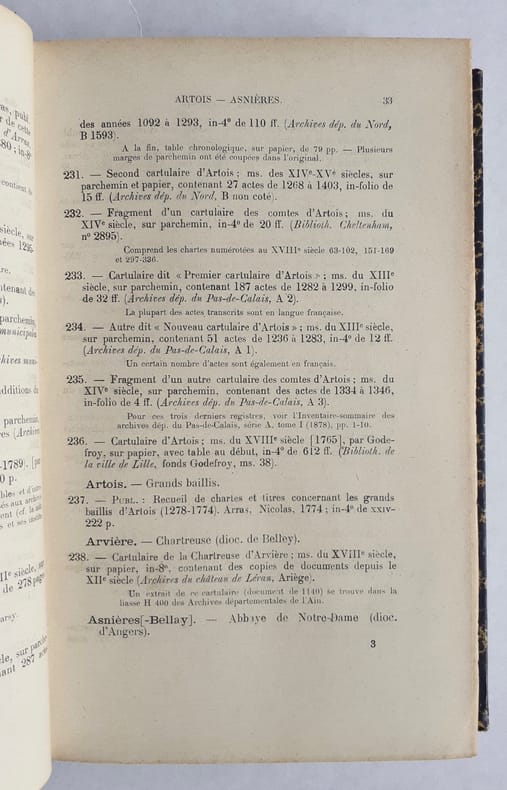 ARTOIS — ASNIÈRES. 33
des années 1092 à 1293, in-4º de 110 ff. (Archives dép. du Nord,
B 1593).
A la fin, table chronologique, sur papier, de 79 pp. — Plusieurs
marges de parchemin ont été coupées dans l'original.
231. — Second cartulaire d'Artois ; ms. des XIVe-XVe siècles, sur
parchemin et papier, contenant 27 actes de 1268 à 1403, in-folio de
15 ff. (Archives dép. du Nord, B non coté).
232. — Fragment d'un cartulaire des comtes d'Artois ; ms. du
XIVe siècle, sur parchemin, in-4º de 20 ff. (Biblioth. Cheltenham,
nº 2895).
Comprend les chartes numérotées au XVIIIe siècle 63-102, 151-169
et 297-336.
233. — Cartulaire dit « Premier cartulaire d'Artois » ; ms. du XIIIe
siècle, sur parchemin, contenant 187 actes de 1282 à 1299, in-folio
de 32 ff. (Archives dép. du Pas-de-Calais, A 2).
La plupart des actes transcrits sont en langue française.
234. — Autre dit « Nouveau cartulaire d'Artois » ; ms. du XIIIe siècle,
sur parchemin, contenant 51 actes de 1236 à 1283, in-4º de 12 ff.
(Archives dép. du Pas-de-Calais, A 1).
Un certain nombre d'actes sont également en français.
235. — Fragment d'un autre cartulaire des comtes d'Artois ; ms. du
XIVe siècle, sur parchemin, contenant des actes de 1334 à 1346,
in-folio de 4 ff. (Archives dép. du Pas-de-Calais, A 3).
Pour ces trois derniers registres, voir l'Inventaire-sommaire des
archives dép. du Pas-de-Calais, série A, tome I (1878), pp. 1-10.
236. — Cartulaire d'Artois ; ms. du XVIIIe siècle [1765], par Gode-
froy, sur papier, avec table au début, in-4º de 612 ff. (Biblioth. de
la ville de Lille, fonds Godefroy, ms. 38).
Artois. — Grands baillis.
237. — PUBL. : Recueil de chartes et titres concernant les grands
baillis d'Artois (1278-1774). Arras, Nicolas, 1774 ; in-4º de XXIV-
222 p.
Arvière. — Chartreuse (dioc. de Belley).
238. — Cartulaire de la Chartreuse d'Arvière ; ms. du XVIIIe siècle,
sur papier, in-8º, contenant des copies de documents depuis le
XIIe siècle (Archives du château de Léran, Ariège).
Un extrait de ce cartulaire (document de 1140) se trouve dans la
liasse H 400 des Archives départementales de l'Ain.
Asnières[-Bellay]. — Abbaye de Notre-Dame (dioc.
d'Angers).
3